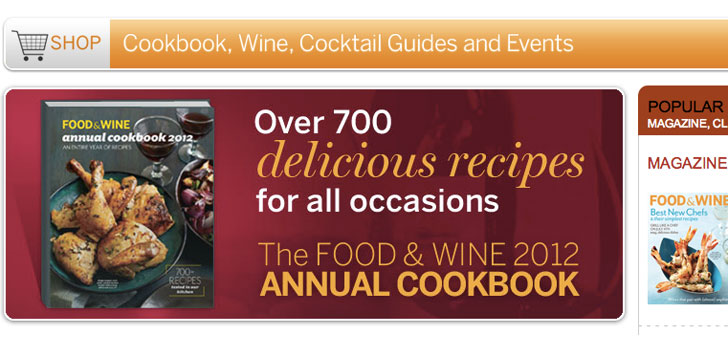 SHOP
Cookbook, Wine, Cocktail Guides and Events
FOOD&WINE
annual cookbook 2012
AN ENTIRE YEAR OF RECIPES
700+
RECIPES
Over 700
delicious recipes
for all occasions
The FOOD & WINE 2012
ANNUAL COOKBOOK
POPULAR
MAGAZINE, CL
MAGAZINE
FOOD&WINE
Best New Chefs